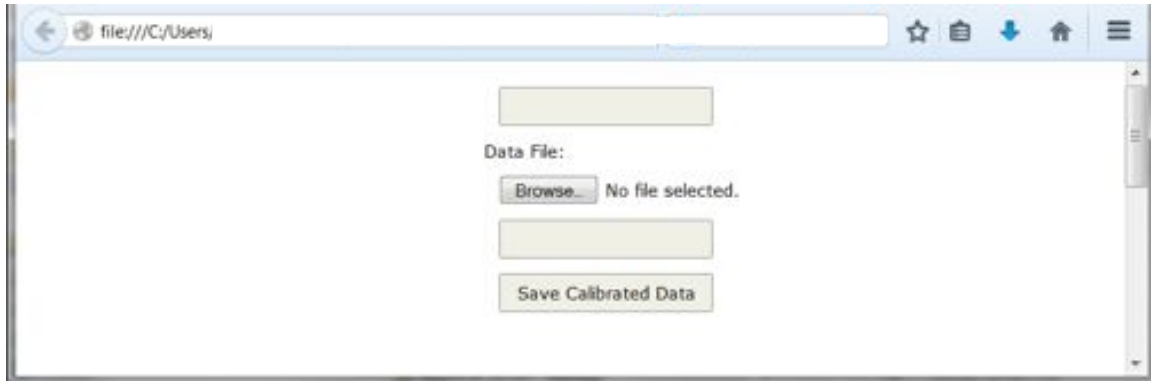 file:///C:/Users/
Data File:
Browse... No file selected.
Save Calibrated Data